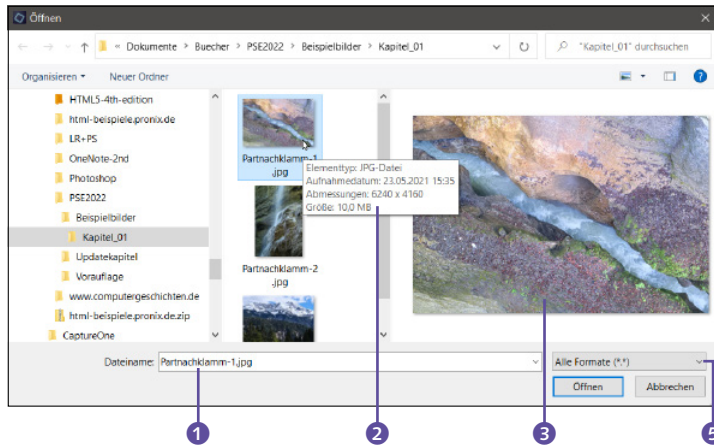 Öffnen
« Dokumente > Buecher > PSE2022 > Beispielbilder > Kapitel_01
"Kapitel_01" durchsuchen
Organisieren
Neuer Ordner
HTML5-4th-edition
html-beispiele.pronix.de
LR+PS
OneNote-2nd
Photoshop
PSE2022
Beispielbilder
Kapitel_01
Updatekapitel
Vorauflage
www.computergeschichten.de
html-beispiele.pronix.de.zip
CaptureOne
Partnachklamm-1
.jpg
Elementtyp: JPG-Datei
Aufnahmedatum: 23.05.2021 15:35
Abmessungen: 6240 x 4160
Größe: 10,0 MB
Partnachklamm-2
.jpg
Dateiname: Partnachklamm-1.jpg
Alle Formate (*.*)
Öffnen
Abbrechen
1
2
3
5